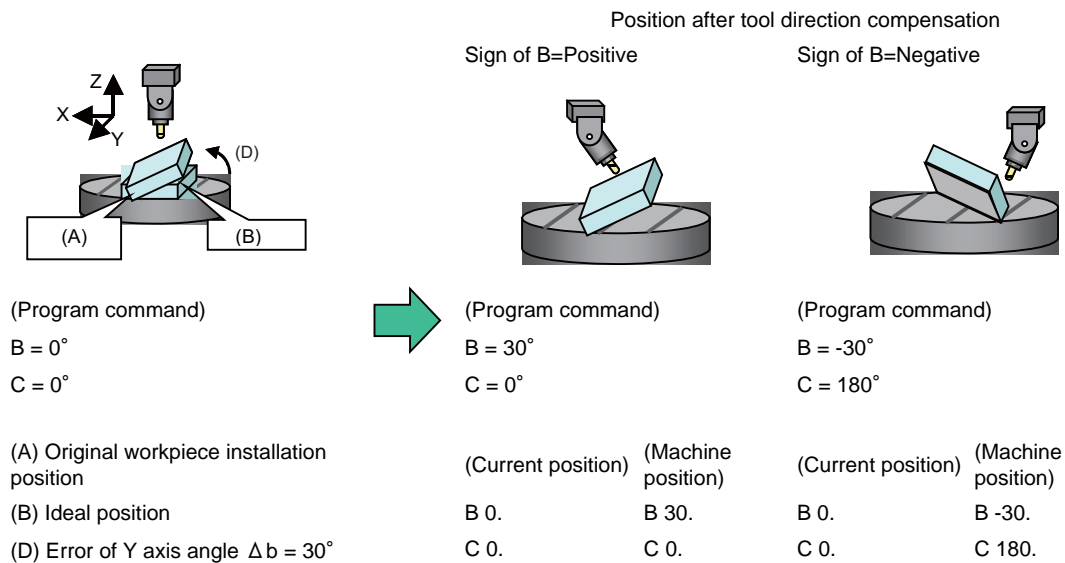 Position after tool direction compensation
Sign of B=Positive
Sign of B=Negative
Z
X
Y
(D)
(A)
(B)
(Program command)
B = 0°
C = 0°
(Program command)
B = 30°
C = 0°
(Program command)
B = -30°
C = 180°
(A) Original workpiece installation
position
(B) Ideal position
(D) Error of Y axis angle Δb = 30°
(Current position)
(Machine
position)
B 0.
B 30.
C 0.
C 0.
(Current position)
(Machine
position)
B 0.
B -30.
C 0.
C 180.